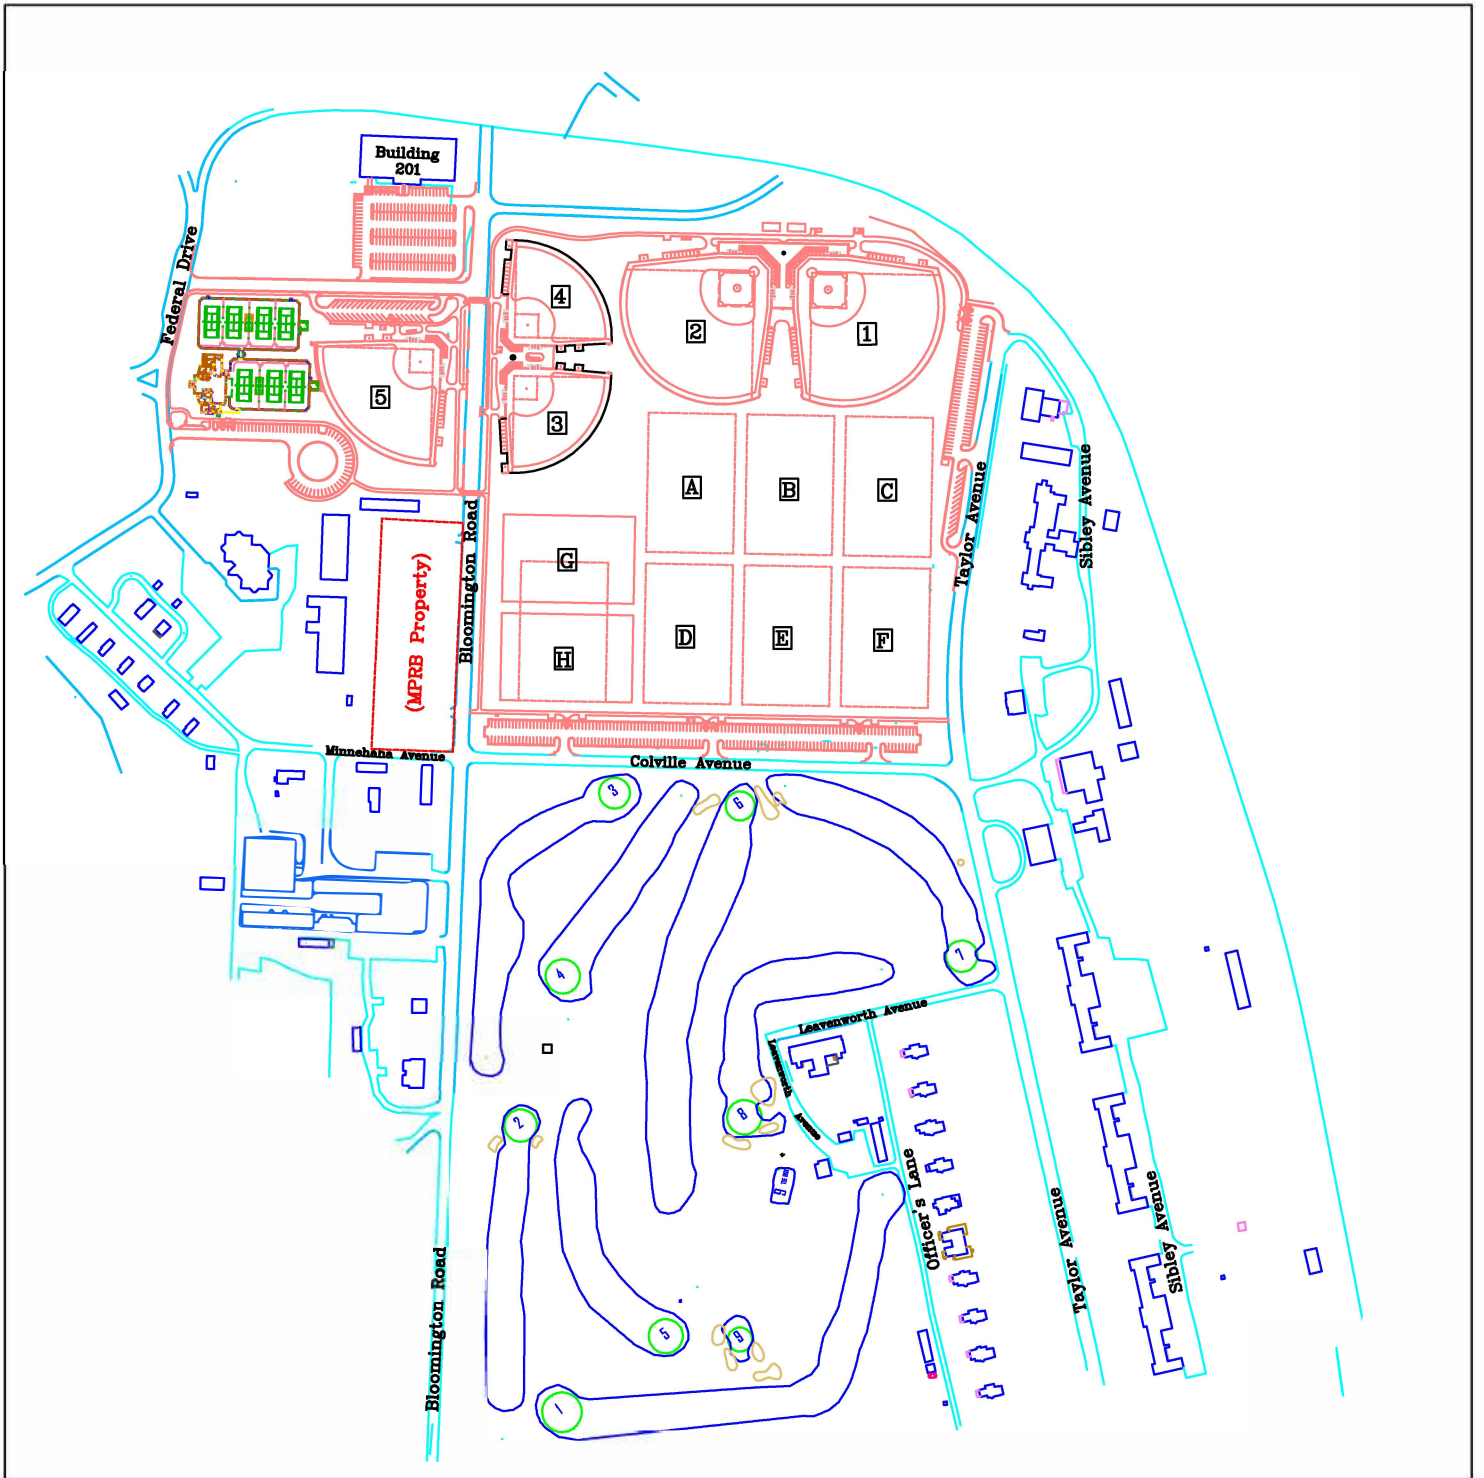 Building
201
Federal Drive
4
2
1
5
3
A
B
C
Bloomington Road
Taylor Avenue
Sibley Avenue
(MPRB Property)
G
D
E
F
H
Minnehaha Avenue
Colville Avenue
3
6
4
7
Leavenworth Avenue
Leavenworth Avenue
2
8
Officer's Lane
Taylor Avenue
Sibley Avenue
Bloomington Road
5
9
1